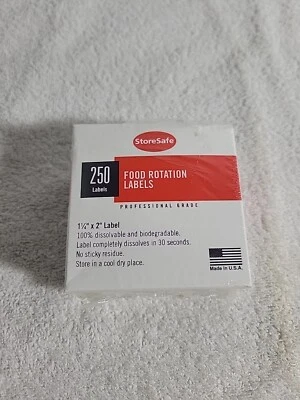 StoreSafe
250
Labels
FOOD ROTATION
LABELS
PROFESSIONAL GRADE
1¼" x 2" Label
100% dissolvable and biodegradable.
Label completely dissolves in 30 seconds.
No sticky residue.
Store in a cool dry place.
Made In U.S.A.